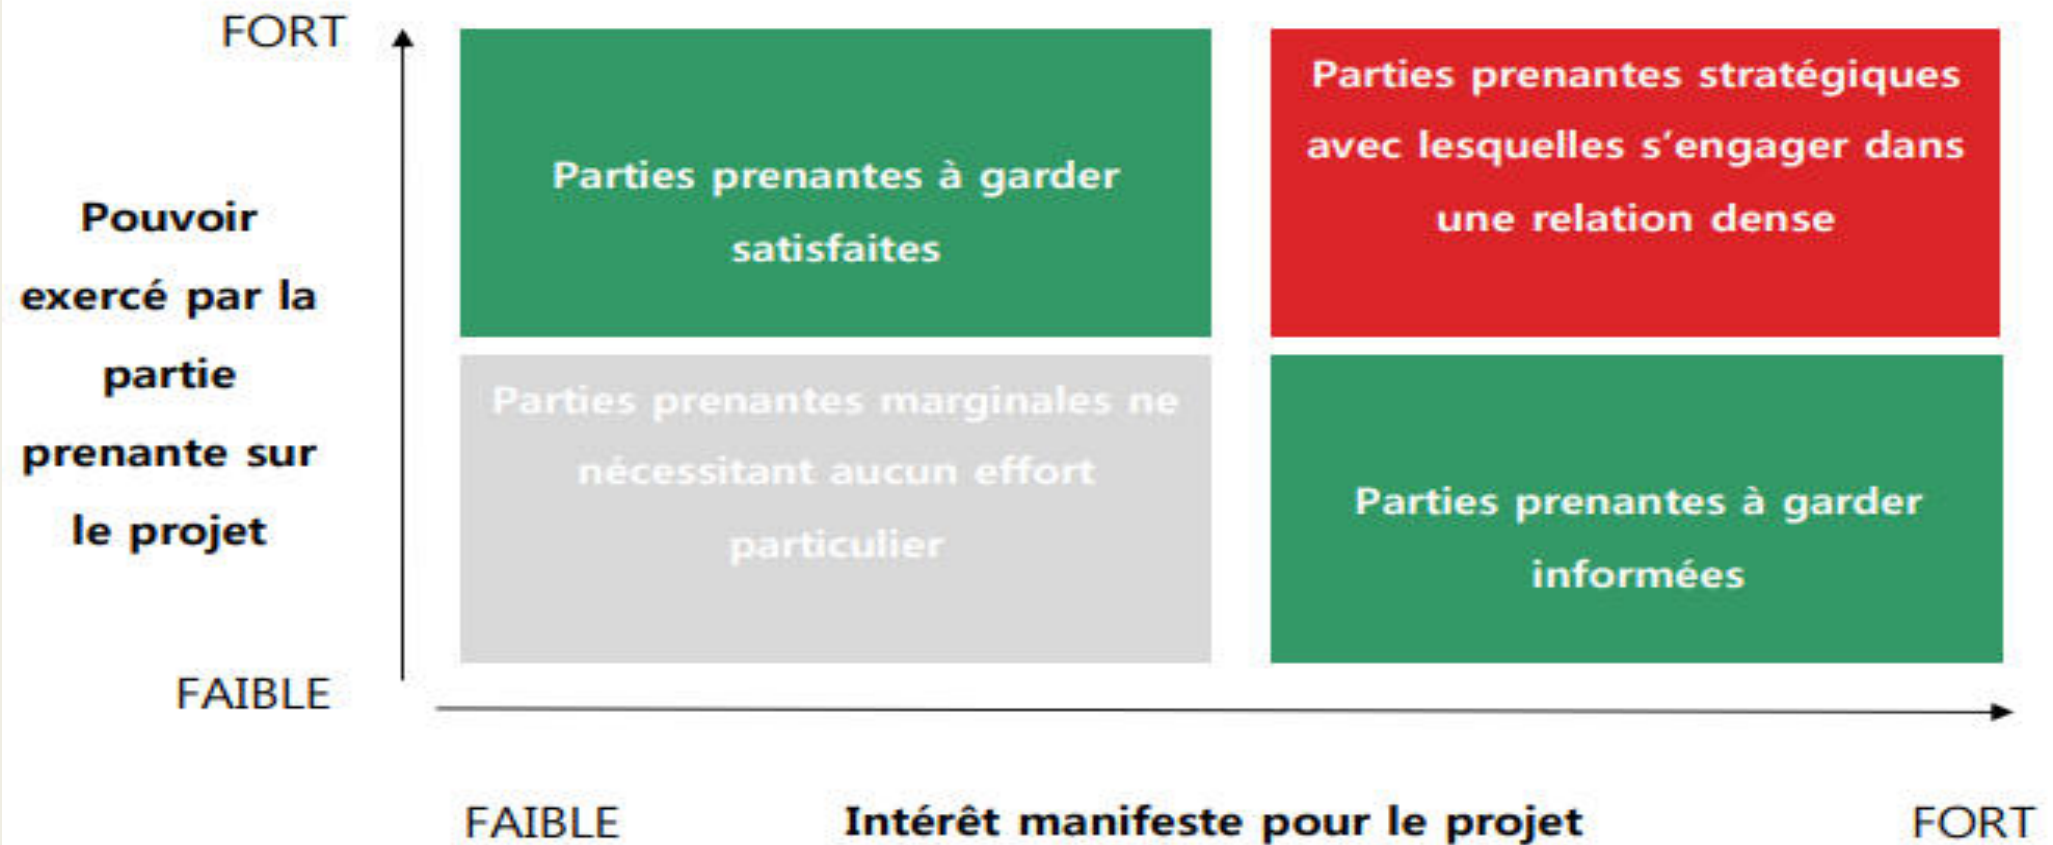 FORT
Pouvoir
exercé par la
partie
prenante sur
le projet
FAIBLE
Parties prenantes à garder
satisfaites
Parties prenantes stratégiques
avec lesquelles s’engager dans
une relation dense
Parties prenantes marginales ne
nécessitant aucun effort
particulier
Parties prenantes à garder
informées
FAIBLE
Intérêt manifeste pour le projet
FORT